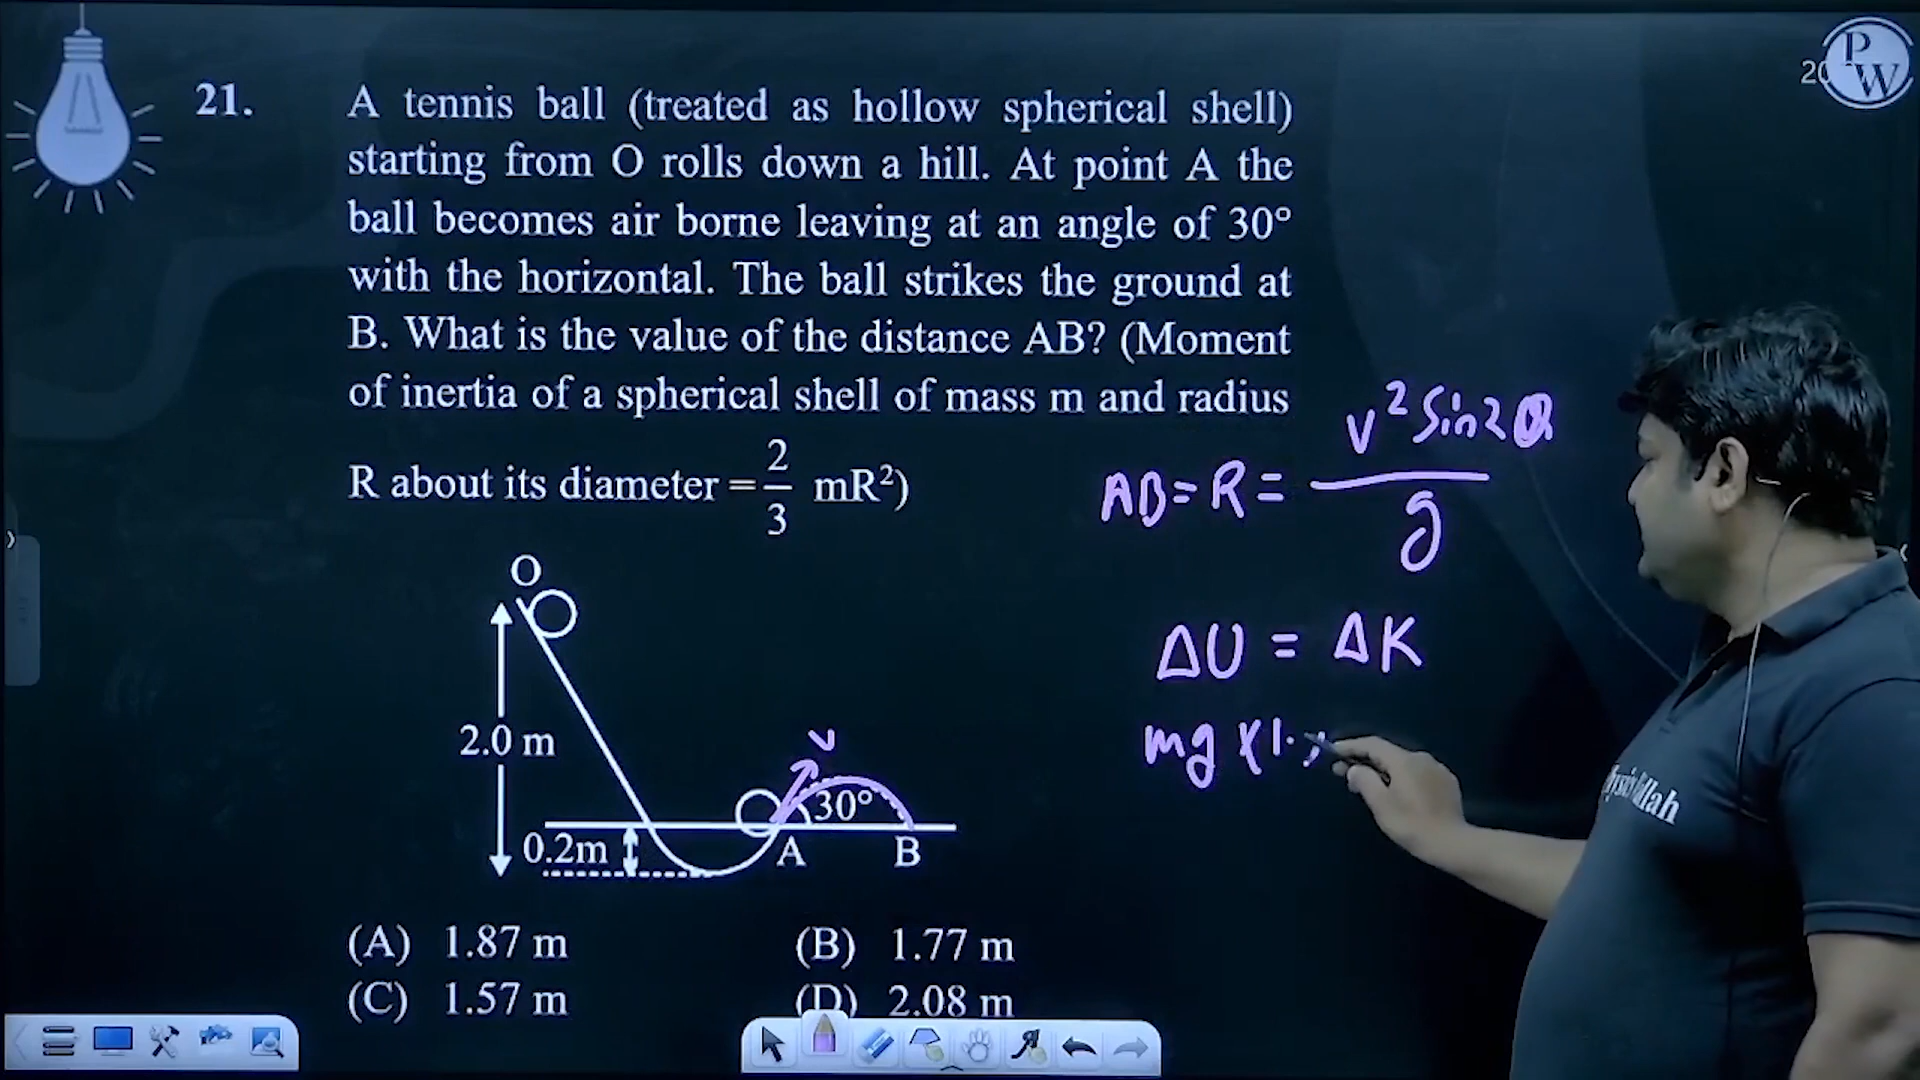 21. A tennis ball (treated as hollow spherical shell)
starting from O rolls down a hill. At point A the
ball becomes air borne leaving at an angle of 30°
with the horizontal. The ball strikes the ground at
B. What is the value of the distance AB? (Moment
of inertia of a spherical shell of mass m and radius
R about its diameter = 2/3 mR²)
AB = R = v² sin2θ / g
ΔU = ΔK
mg × 1.
O
2.0 m
0.2m
v
30°
A
B
(A) 1.87 m
(B) 1.77 m
(C) 1.57 m
(D) 2.08 m
20
PW